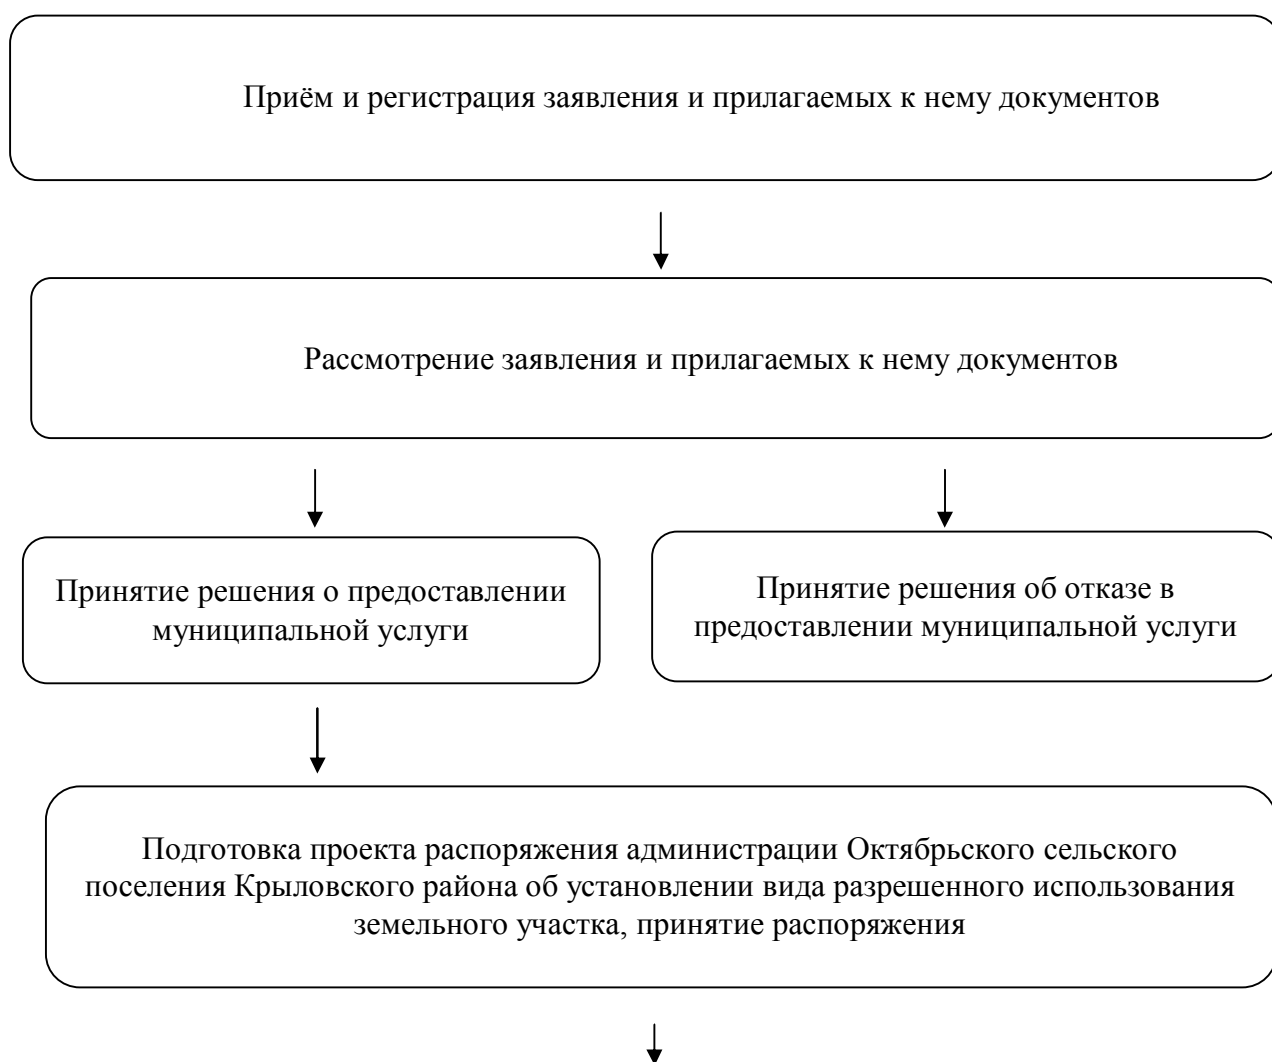 Приём и регистрация заявления и прилагаемых к нему документов
Рассмотрение заявления и прилагаемых к нему документов
Принятие решения о предоставлении
муниципальной услуги
Принятие решения об отказе в
предоставлении муниципальной услуги
Подготовка проекта распоряжения администрации Октябрьского сельского
поселения Крыловского района об установлении вида разрешенного использования
земельного участка, принятие распоряжения